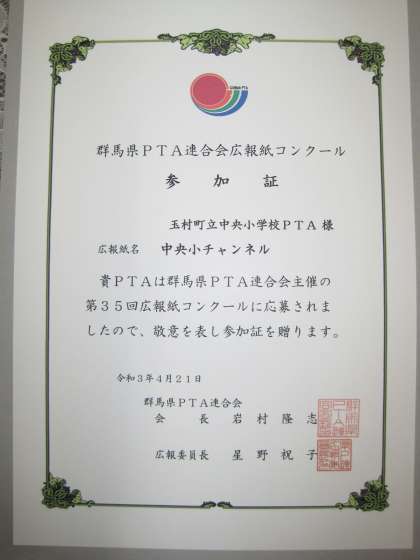 群馬県PTA連合会広報紙コンクール
参加証
玉村町立中央小学校PTA 様
広報紙名 中央小チャンネル
貴PTAは群馬県PTA連合会主催の
第35回広報紙コンクールに応募されま
したので、敬意を表し参加証を贈ります。
令和3年4月21日
群馬県PTA連合会
会長 岩村隆志
広報委員長 星野祝子